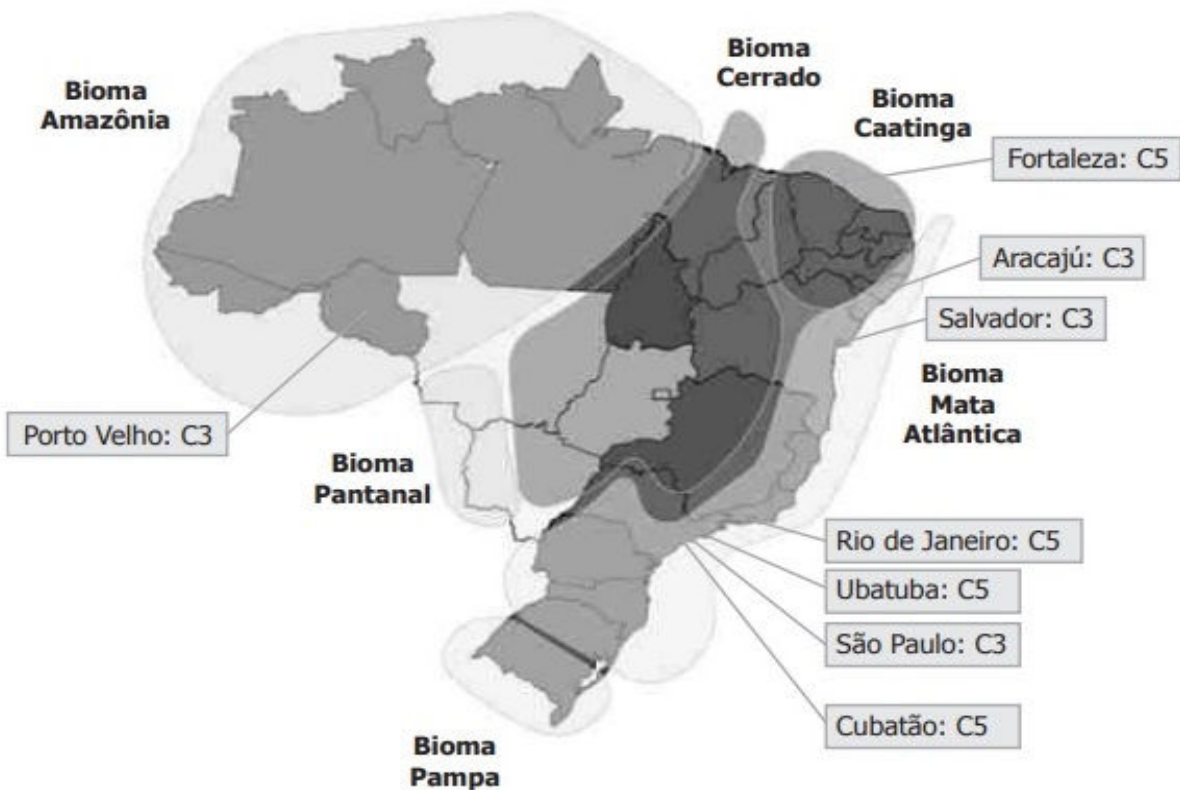 Bioma
Cerrado
Bioma
Amazônia
Bioma
Caatinga
Fortaleza: C5
Aracajú: C3
Salvador: C3
Bioma
Mata
Atlântica
Porto Velho: C3
Bioma
Pantanal
Rio de Janeiro: C5
Ubatuba: C5
São Paulo: C3
Cubatão: C5
Bioma
Pampa